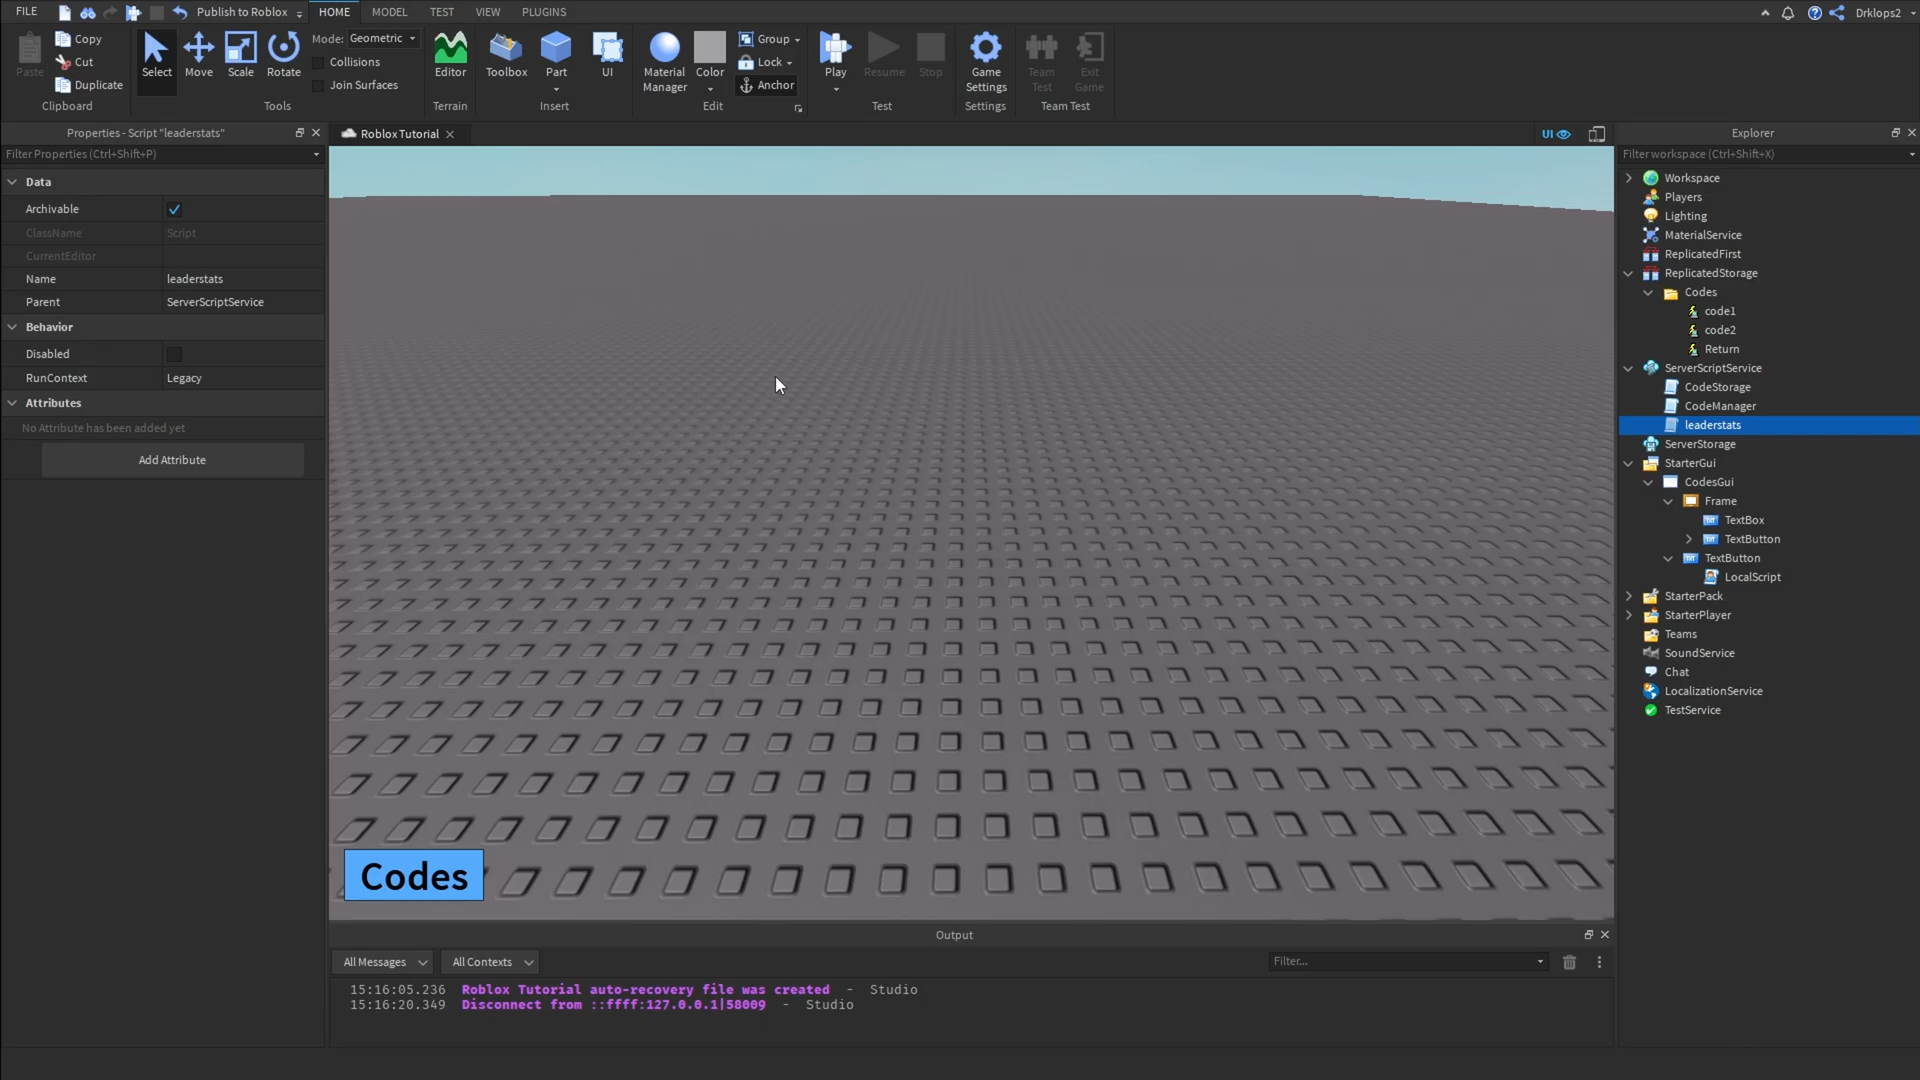 FILE
Publish to Roblox
HOME
MODEL
TEST
VIEW
PLUGINS
Drklops2
Paste
Copy
Cut
Duplicate
Clipboard
Select
Move
Scale
Rotate
Mode: Geometric
Collisions
Join Surfaces
Tools
Editor
Terrain
Toolbox
Part
UI
Insert
Material Manager
Color
Group
Lock
Anchor
Edit
Play
Resume
Stop
Test
Game Settings
Settings
Team Test
Exit Game
Team Test
Properties - Script "leaderstats"
Filter Properties (Ctrl+Shift+P)
Data
Archivable
ClassName Script
CurrentEditor
Name leaderstats
Parent ServerScriptService
Behavior
Disabled
RunContext Legacy
Attributes
No Attribute has been added yet
Add Attribute
Roblox Tutorial
UI
Codes
Output
All Messages
All Contexts
Filter...
15:16:05.236 Roblox Tutorial auto-recovery file was created - Studio
15:16:20.349 Disconnect from ::ffff:127.0.0.1|58009 - Studio
Explorer
Filter workspace (Ctrl+Shift+X)
Workspace
Players
Lighting
MaterialService
ReplicatedFirst
ReplicatedStorage
Codes
code1
code2
Return
ServerScriptService
CodeStorage
CodeManager
leaderstats
ServerStorage
StarterGui
CodesGui
Frame
TextBox
TextButton
TextButton
LocalScript
StarterPack
StarterPlayer
Teams
SoundService
Chat
LocalizationService
TestService